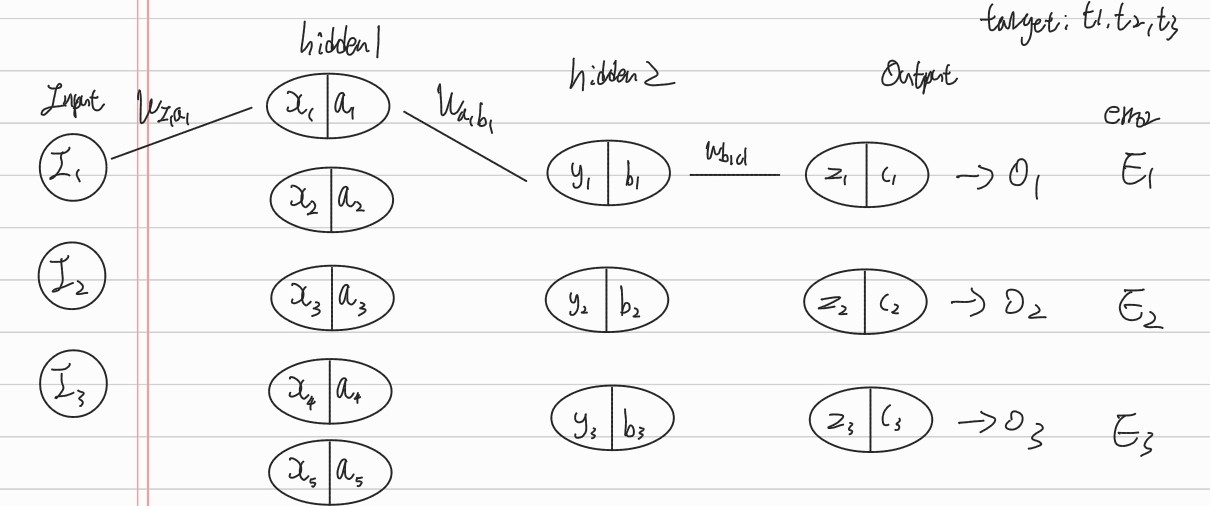 target: t1, t2, t3
hidden1
Input
W_{I1a1}
x1 | a1
W_{a1b1}
hidden2
Output
error
I1
y1 | b1
W_{b1c1}
z1 | c1
→ O1
E1
x2 | a2
I2
x3 | a3
y2 | b2
z2 | c2
→ O2
E2
I3
x4 | a4
y3 | b3
z3 | c3
→ O3
E3
x5 | a5